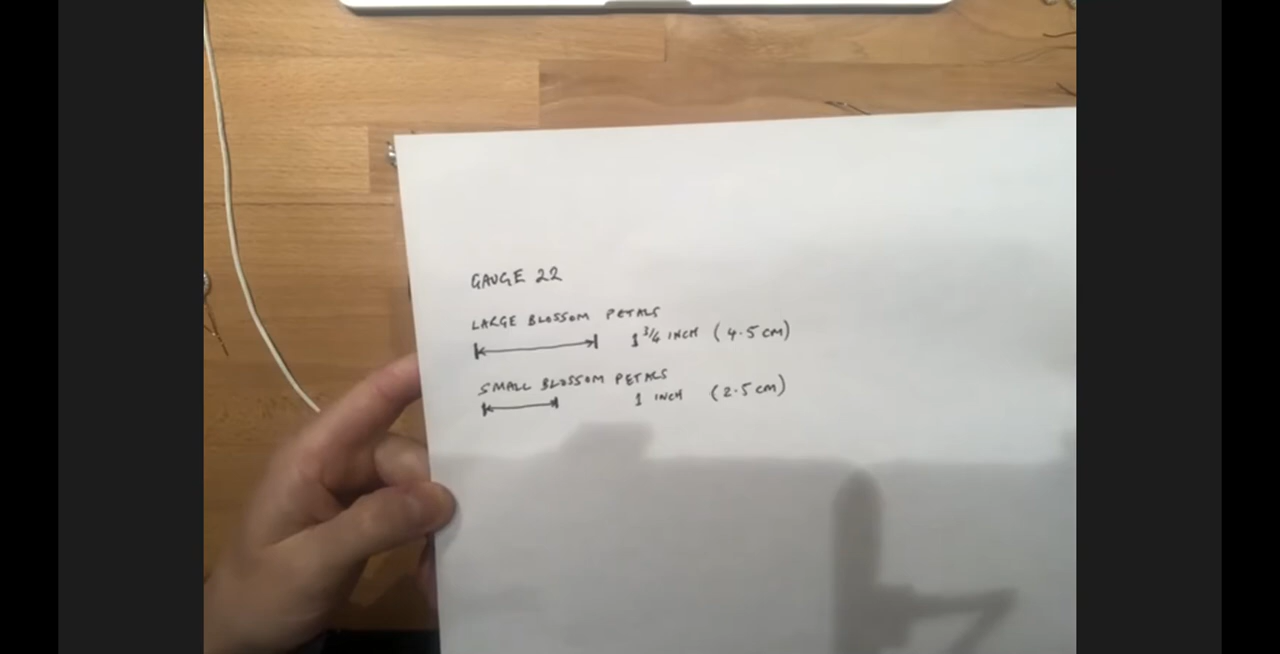 GAUGE 22
LARGE BLOSSOM PETALS
1 3/4 INCH (4.5 CM)
SMALL BLOSSOM PETALS
1 INCH (2.5 CM)